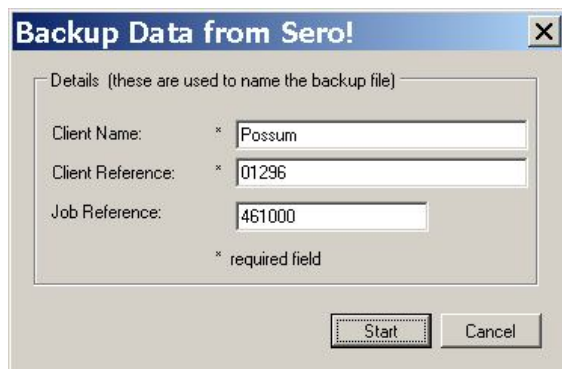 Backup Data from Sero!
Details (these are used to name the backup file)
Client Name: * Possum
Client Reference: * 01296
Job Reference: 461000
* required field
Start Cancel